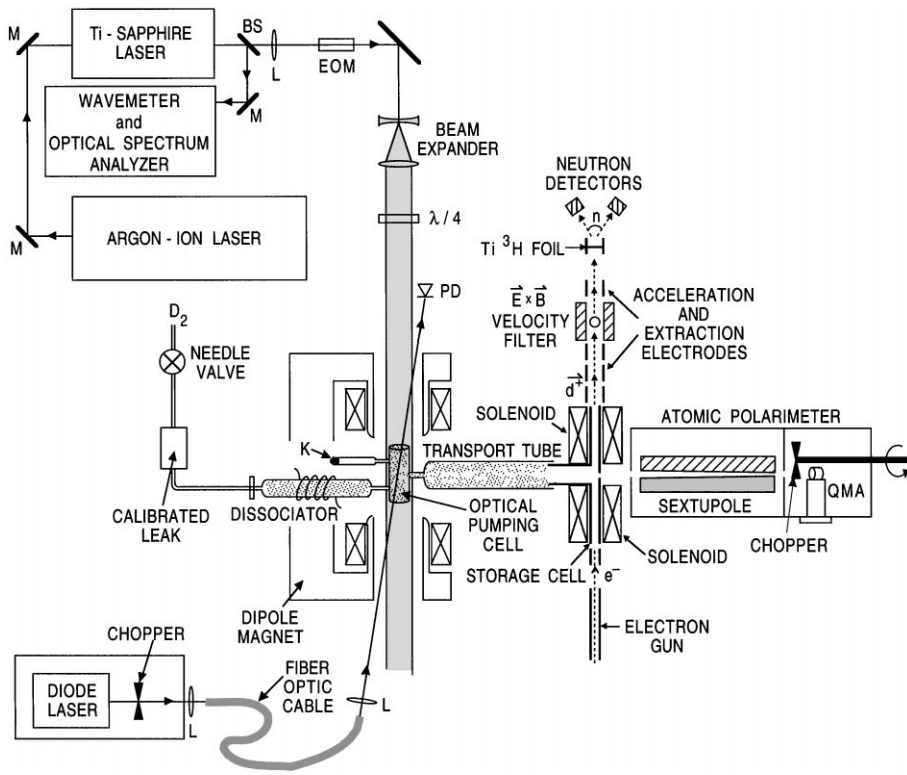 M
Ti - SAPPHIRE
LASER
BS
L
EOM
WAVEMETER
and
OPTICAL SPECTRUM
ANALYZER
M
BEAM
EXPANDER
M
ARGON - ION LASER
λ / 4
NEUTRON
DETECTORS
n
Ti ³H FOIL
PD
E × B
VELOCITY
FILTER
ACCELERATION
AND
EXTRACTION
ELECTRODES
D₂
NEEDLE
VALVE
d⁺
SOLENOID
ATOMIC POLARIMETER
K
TRANSPORT TUBE
CALIBRATED
LEAK
DISSOCIATOR
OPTICAL
PUMPING
CELL
SEXTUPOLE
QMA
CHOPPER
STORAGE CELL
e⁻
SOLENOID
DIPOLE
MAGNET
ELECTRON
GUN
CHOPPER
DIODE
LASER
L
FIBER
OPTIC
CABLE
L